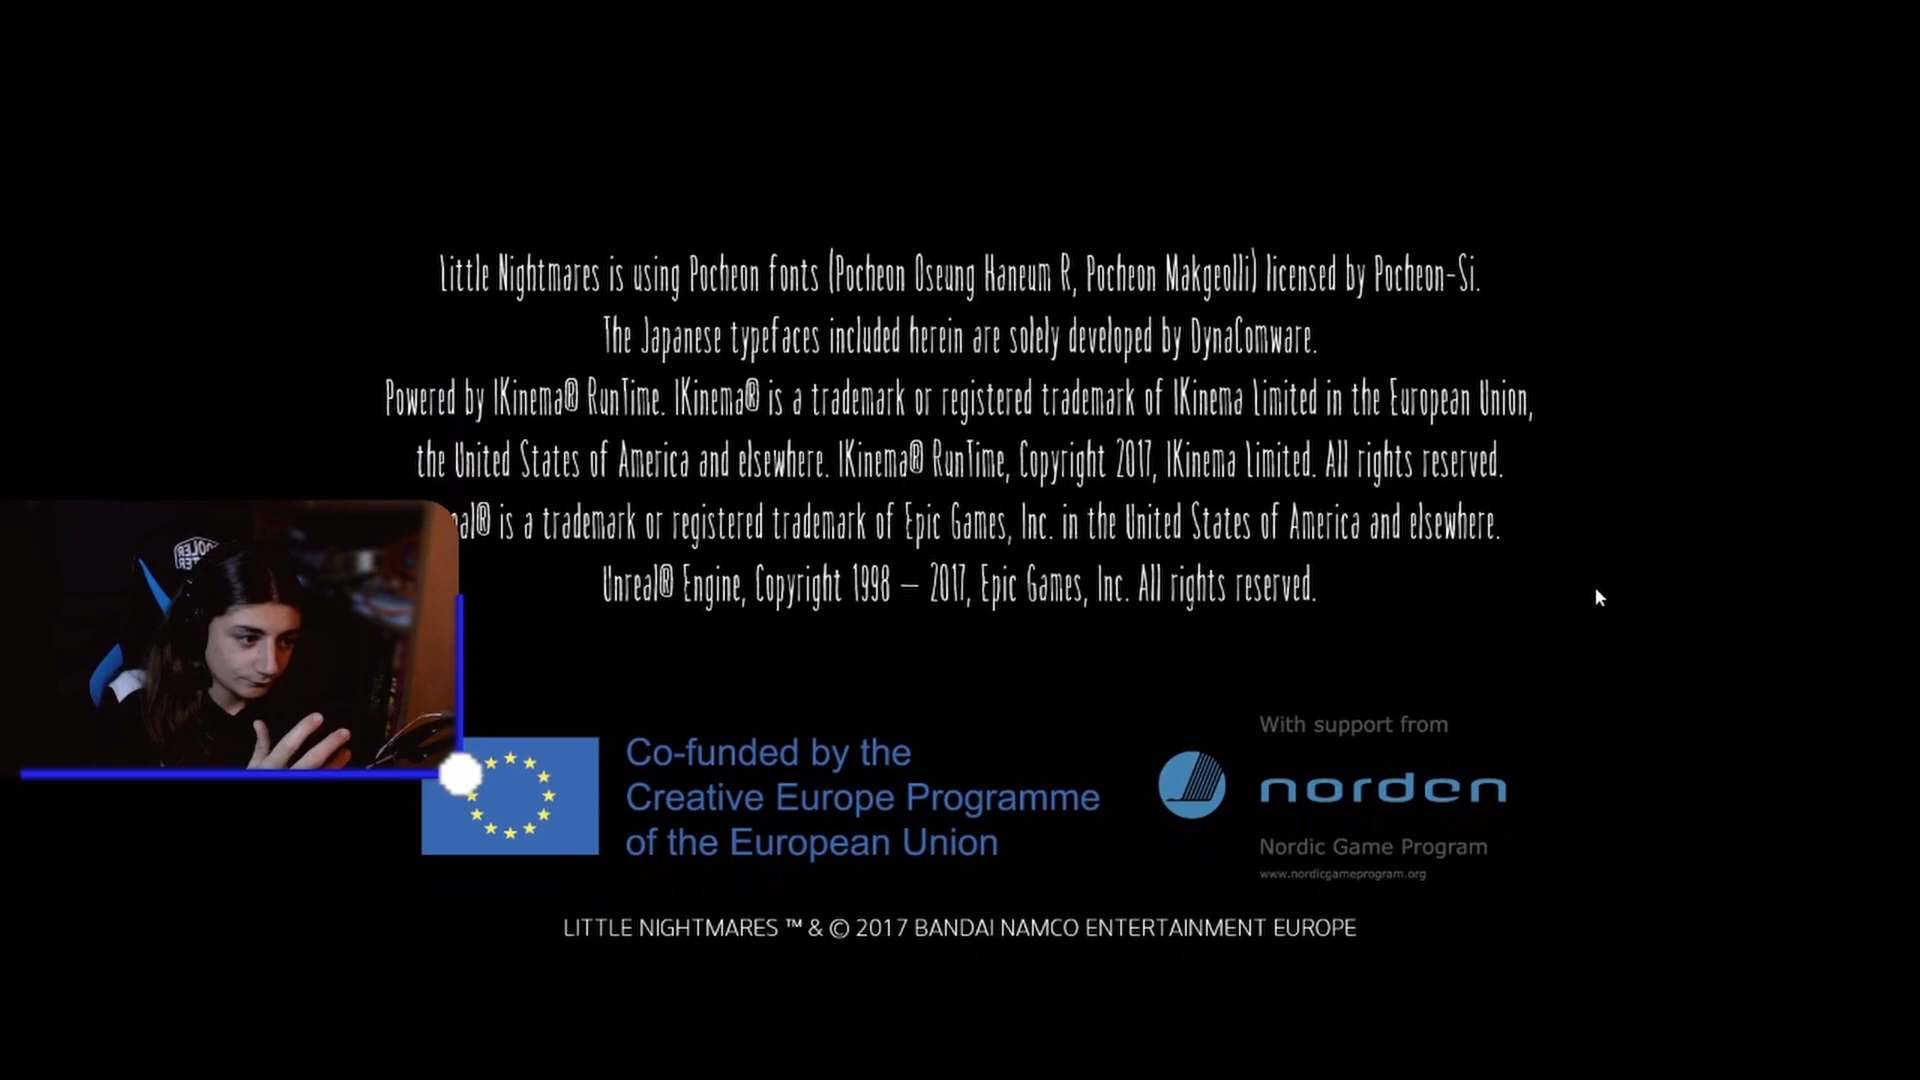 Little Nightmares is using Pocheon fonts (Pocheon Oseung Haneum R, Pocheon Makgeolli) licensed by Pocheon-Si.
The Japanese typefaces included herein are solely developed by DynaComware.
Powered by IKinema® RunTime. IKinema® is a trademark or registered trademark of IKinema Limited in the European Union,
the United States of America and elsewhere. IKinema® RunTime, Copyright 2017, IKinema Limited. All rights reserved.
is a trademark or registered trademark of Epic Games, Inc. in the United States of America and elsewhere.
Unreal® Engine, Copyright 1998 – 2017, Epic Games, Inc. All rights reserved.
Co-funded by the
Creative Europe Programme
of the European Union
With support from
norden
Nordic Game Program
www.nordicgameprogram.org
LITTLE NIGHTMARES ™ & © 2017 BANDAI NAMCO ENTERTAINMENT EUROPE